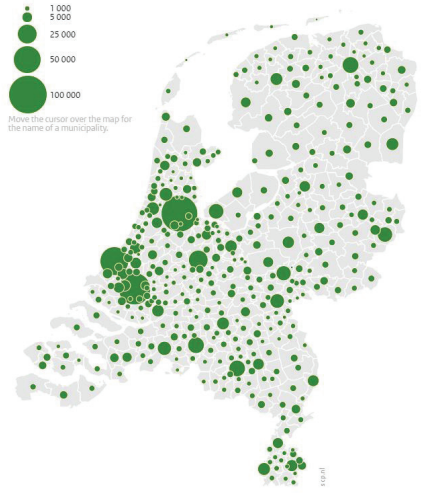 1 000
5 000
25 000
50 000
100 000
Move the cursor over the map for
the name of a municipality.
scp.nl